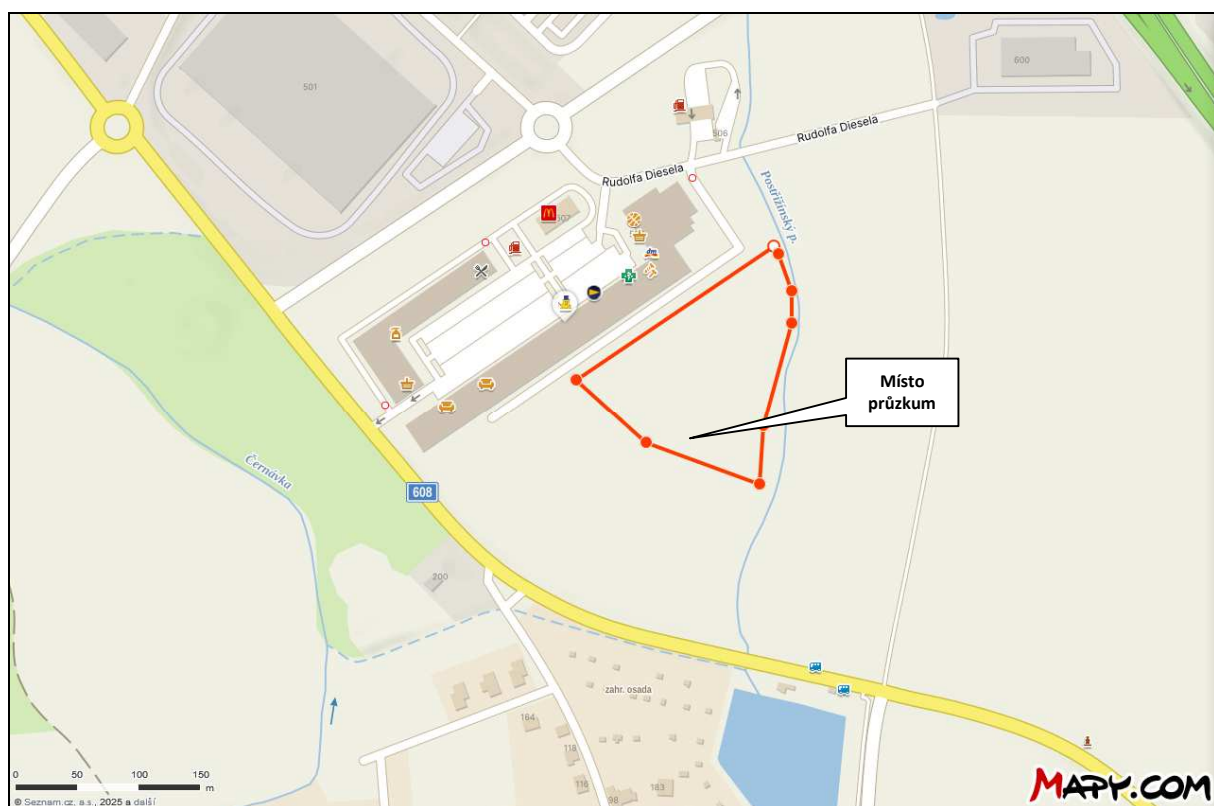 501
600
506
Rudolfa Diesela
Rudolfa Diesela
Postřižínský p.
dm
Místo
průzkum
Černávka
608
200
zahr. osada
164
118
116
98
183
0 50 100 150
m
© Seznam.cz, a.s., 2025 a další
MAPY.COM